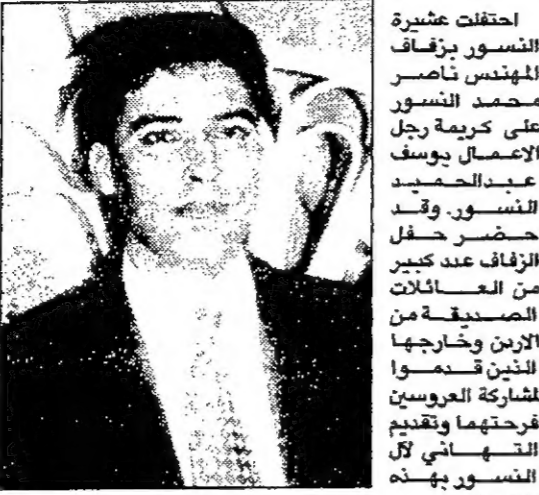 احتفلت عشيرة
النسور بزفاف
المهندس ناصر
محمد النسور
على كريمة رجل
الاعمال يوسف
عبدالحميد
النسور. وقد
حضر حفل
الزفاف عدد كبير
من العائلات
الصديقة من
الاردن وخارجها
الذين قدموا
لمشاركة العروسين
فرحتهما وتقديم
التهاني لآل
النسور بهذه